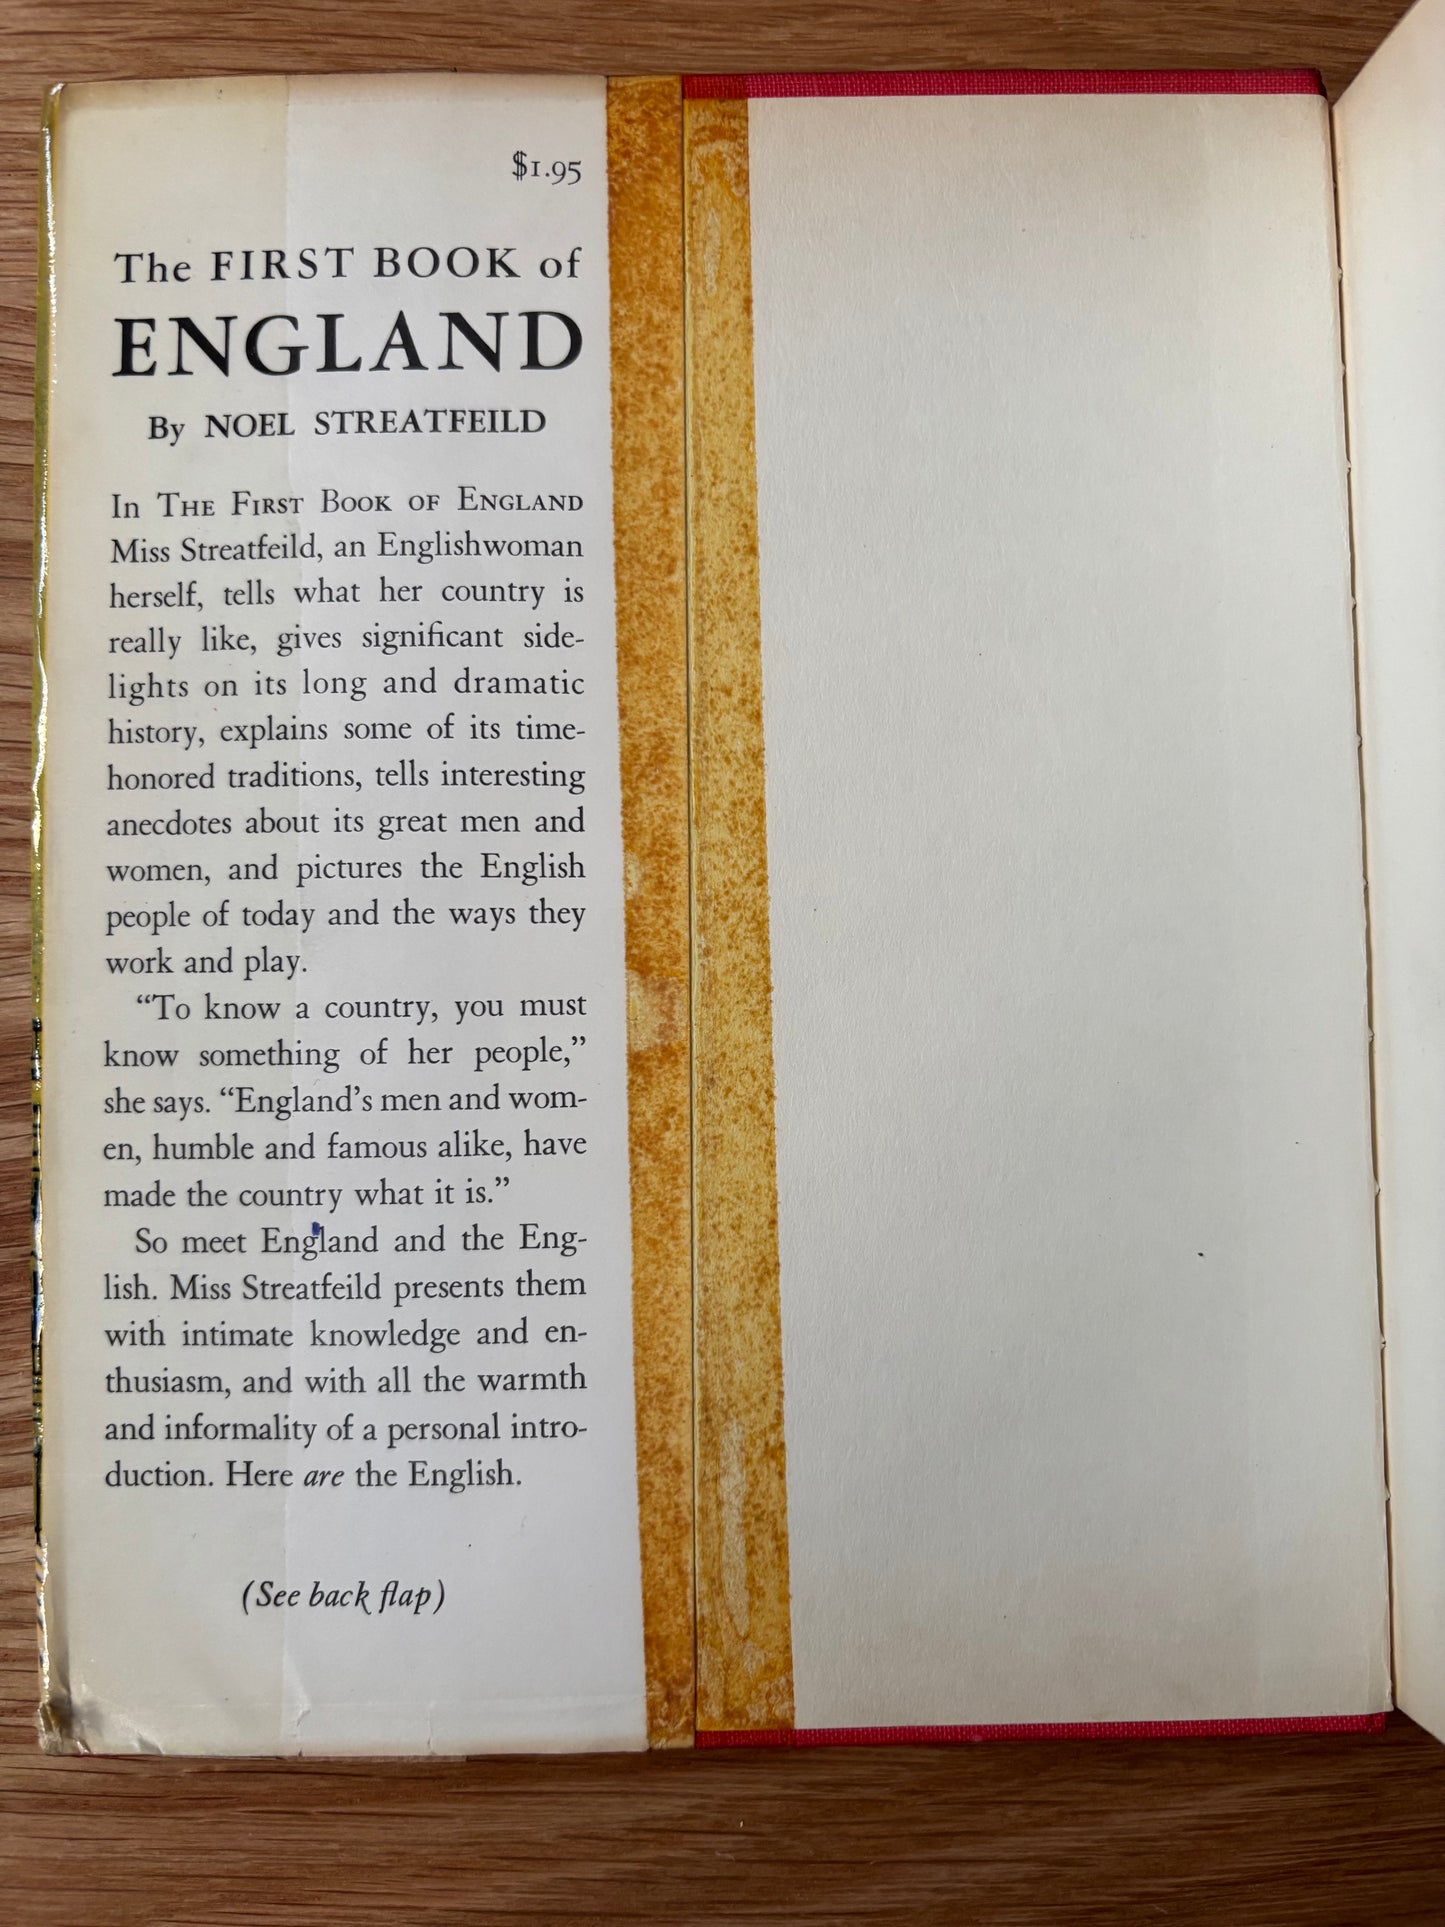 $1.95
The FIRST BOOK of
ENGLAND
By NOEL STREATFEILD
In THE FIRST BOOK OF ENGLAND
Miss Streatfeild, an Englishwoman
herself, tells what her country is
really like, gives significant side-
lights on its long and dramatic
history, explains some of its time-
honored traditions, tells interesting
anecdotes about its great men and
women, and pictures the English
people of today and the ways they
work and play.
“To know a country, you must
know something of her people,”
she says. “England’s men and wom-
en, humble and famous alike, have
made the country what it is.”
So meet England and the Eng-
lish. Miss Streatfeild presents them
with intimate knowledge and en-
thusiasm, and with all the warmth
and informality of a personal intro-
duction. Here are the English.
(See back flap)